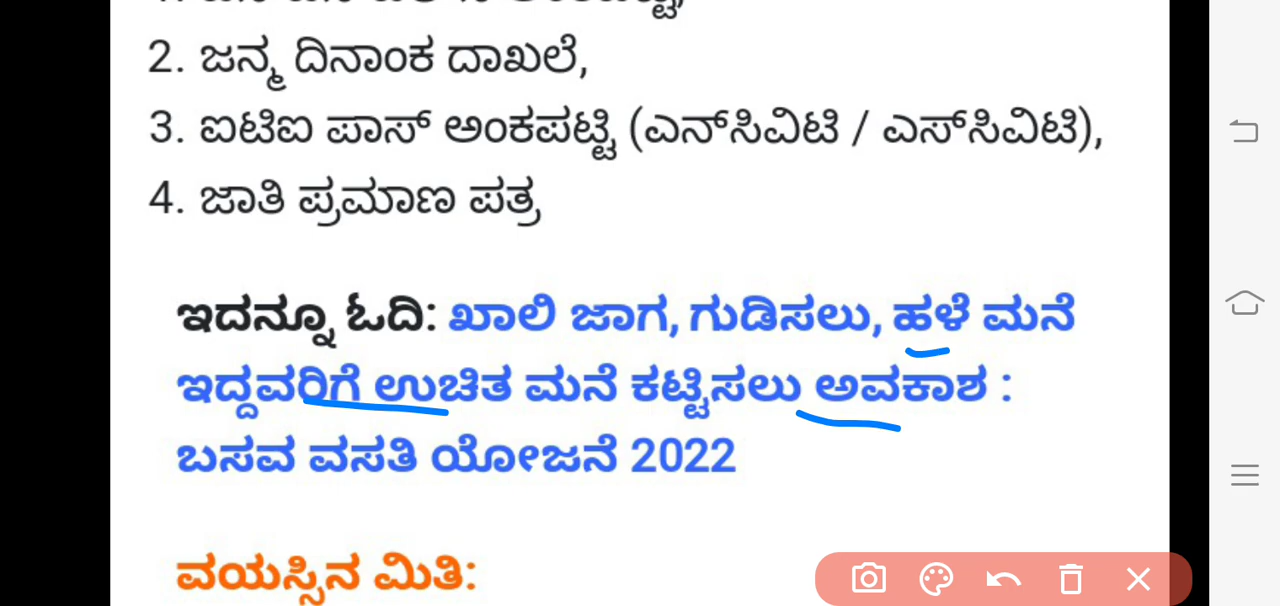 2. ಜನ್ಮ ದಿನಾಂಕ ದಾಖಲೆ,
3. ಐಟಿಐ ಪಾಸ್ ಅಂಕಪಟ್ಟಿ (ಎನ್‌ಸಿವಿಟಿ / ಎಸ್‌ಸಿವಿಟಿ),
4. ಜಾತಿ ಪ್ರಮಾಣ ಪತ್ರ
ಇದನ್ನೂ ಓದಿ: ಖಾಲಿ ಜಾಗ, ಗುಡಿಸಲು, ಹಳೆ ಮನೆ
ಇದ್ದವರಿಗೆ ಉಚಿತ ಮನೆ ಕಟ್ಟಿಸಲು ಅವಕಾಶ :
ಬಸವ ವಸತಿ ಯೋಜನೆ 2022
ವಯಸ್ಸಿನ ಮಿತಿ: